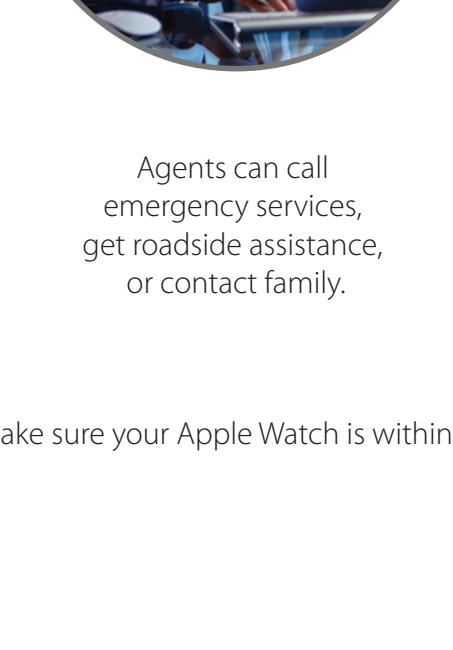 Agents can call
emergency services,
get roadside assistance,
or contact family.
ake sure your Apple Watch is within